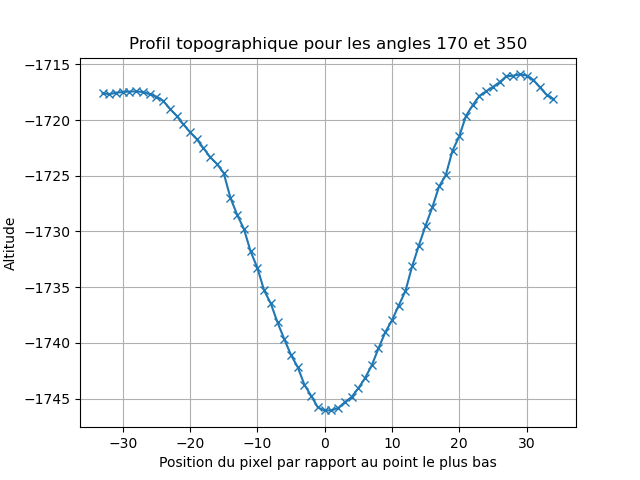 Profil topographique pour les angles 170 et 350
−1715
−1720
−1725
−1730
−1735
−1740
−1745
Altitude
−30 −20 −10 0 10 20 30
Position du pixel par rapport au point le plus bas